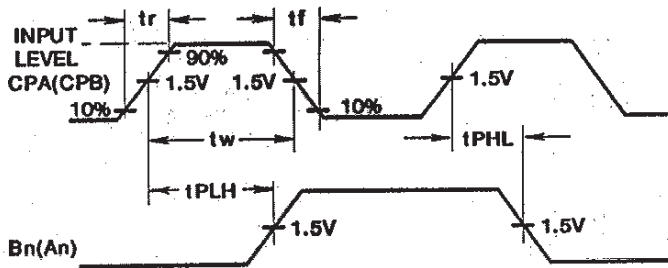 tr
tf
INPUT
LEVEL
CPA(CPB)
90%
1.5V
1.5V
1.5V
10%
10%
tw
tPHL
tPLH
1.5V
1.5V
Bn(An)